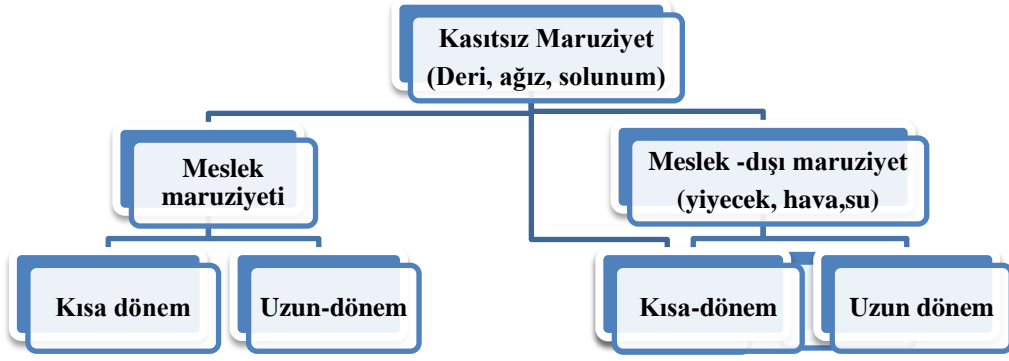 Kasıtsız Maruziyet
(Deri, ağız, solunum)
Meslek
maruziyeti
Meslek -dışı maruziyet
(yiyecek, hava,su)
Kısa dönem
Uzun-dönem
Kısa-dönem
Uzun dönem